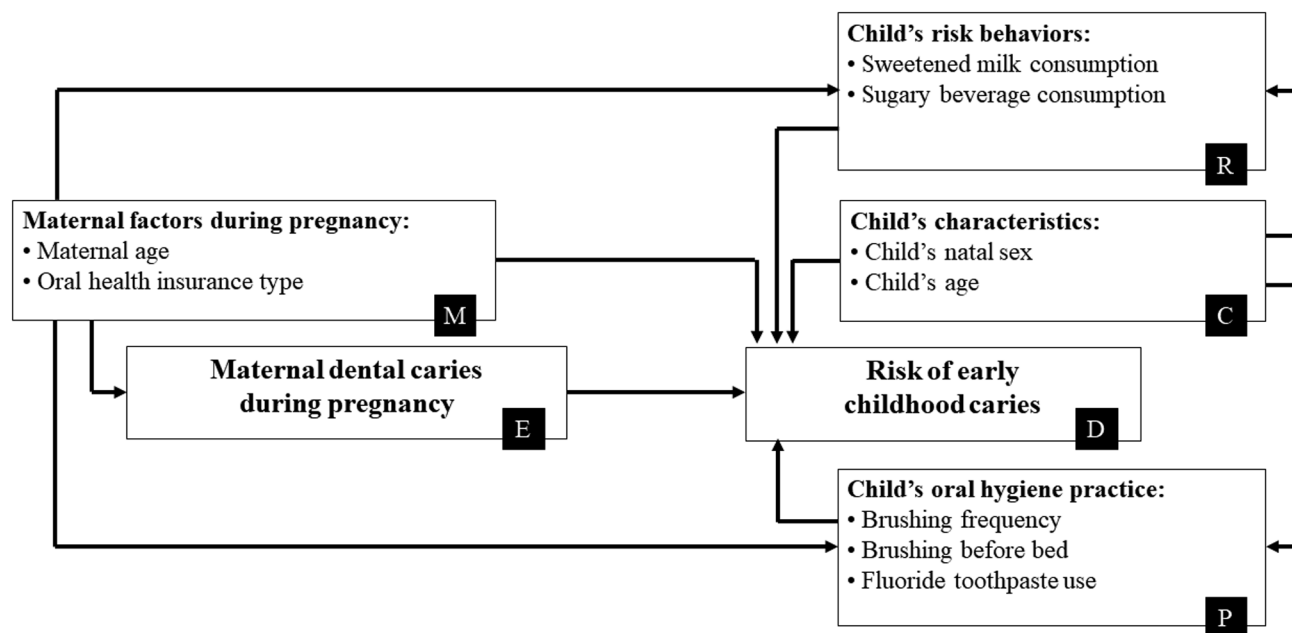 Child’s risk behaviors:
• Sweetened milk consumption
• Sugary beverage consumption
R
Maternal factors during pregnancy:
• Maternal age
• Oral health insurance type
M
Child’s characteristics:
• Child’s natal sex
• Child’s age
C
Maternal dental caries
during pregnancy
E
Risk of early
childhood caries
D
Child’s oral hygiene practice:
• Brushing frequency
• Brushing before bed
• Fluoride toothpaste use
P